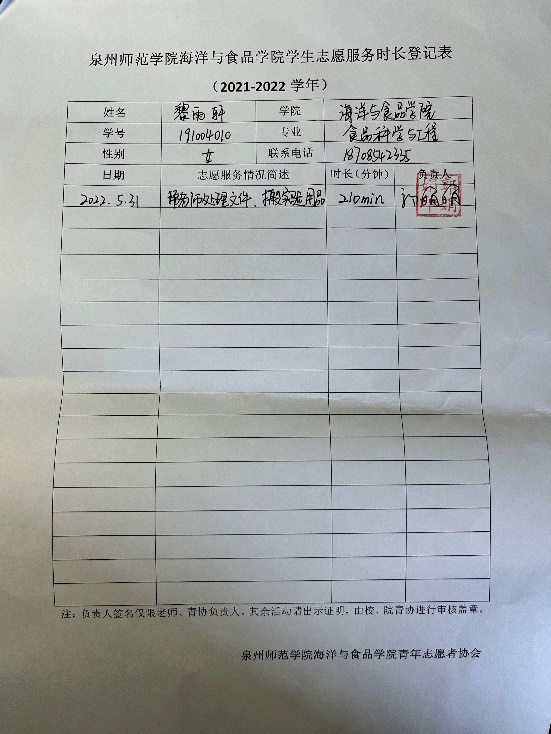 泉州师范学院海洋与食品学院学生志愿服务时长登记表
（2021-2022 学年）
姓名 黎雨轩 学院 海洋与食品学院
学号 191004010 专业 食品科学与工程
性别 女 联系电话 18708542335
日期 志愿服务情况简述 时长（分钟） 负责人
2022.5.31 帮老师处理文件、搬实验用品 210min
注：负责人签名仅限老师、青协负责人，其余活动请出示证明，由校、院青协进行审核盖章。
泉州师范学院海洋与食品学院青年志愿者协会